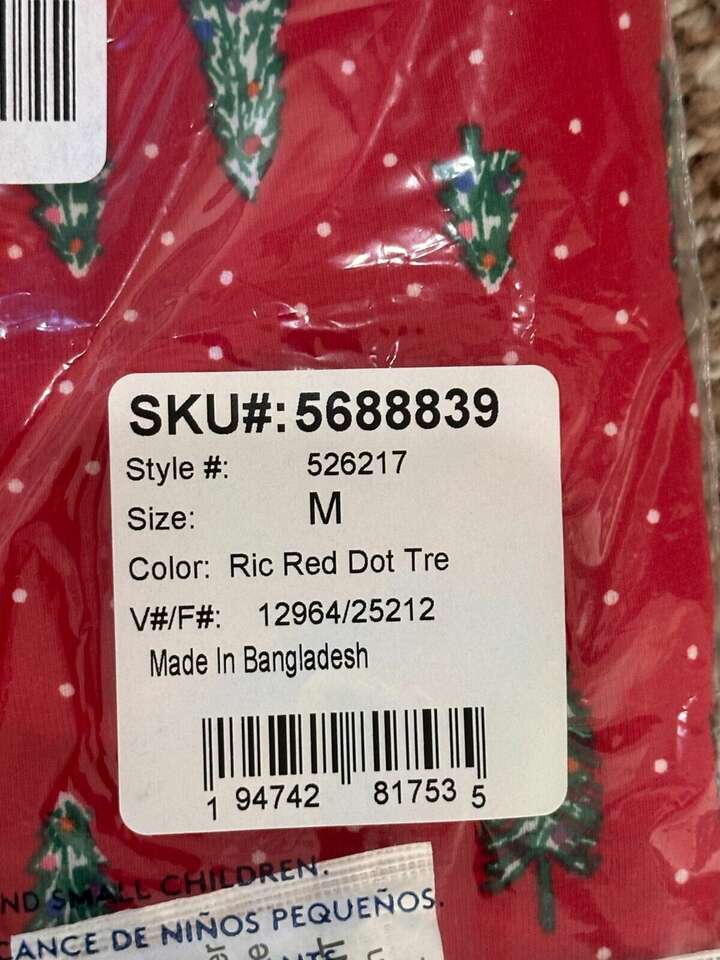 SKU#: 5688839
Style #: 526217
Size: M
Color: Ric Red Dot Tre
V#/F#: 12964/25212
Made In Bangladesh
1 94742 81753 5
ND SMALL CHILDREN.
CANCE DE NIÑOS PEQUEÑOS.